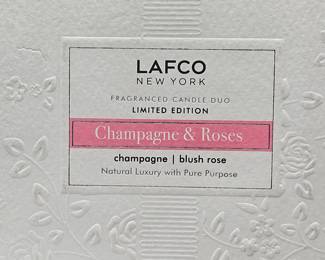 LAFCO
NEW YORK
FRAGRANCED CANDLE DUO
LIMITED EDITION
Champagne & Roses
champagne | blush rose
Natural Luxury with Pure Purpose